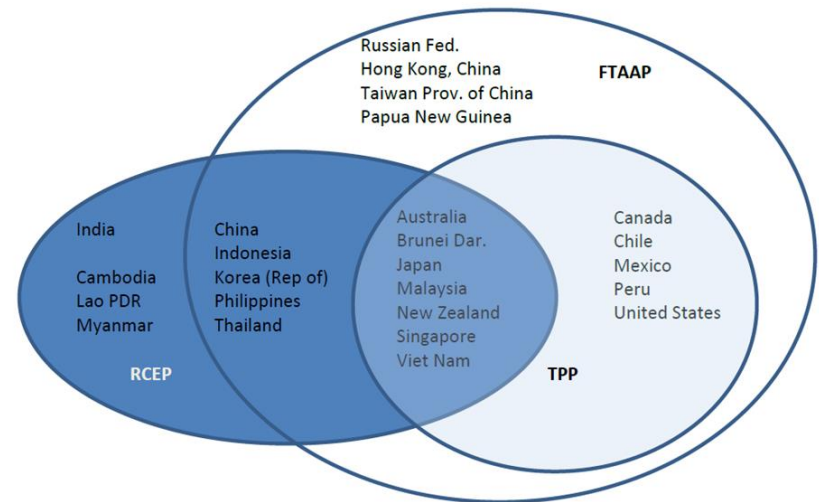 Russian Fed.
Hong Kong, China
Taiwan Prov. of China
Papua New Guinea
FTAAP
India
Cambodia
Lao PDR
Myanmar
RCEP
China
Indonesia
Korea (Rep of)
Philippines
Thailand
Australia
Brunei Dar.
Japan
Malaysia
New Zealand
Singapore
Viet Nam
Canada
Chile
Mexico
Peru
United States
TPP